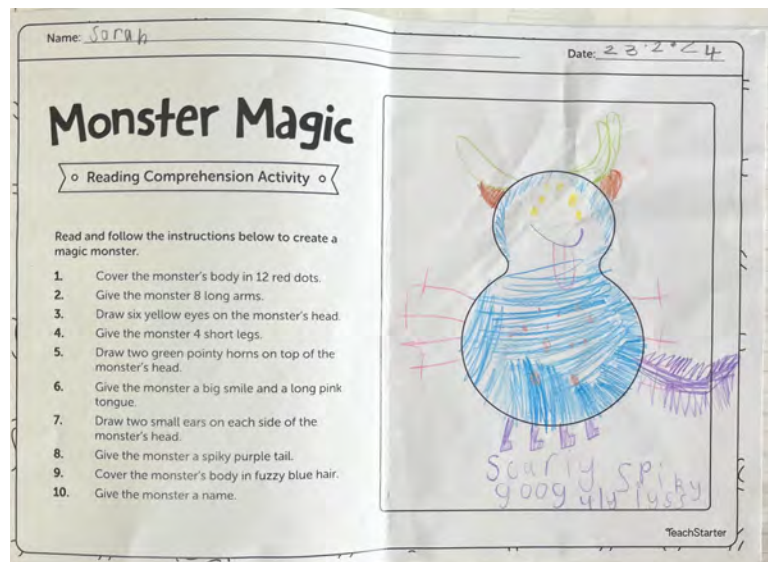 Name: Sarah
Date: 23.2.24
Monster Magic
Reading Comprehension Activity
Read and follow the instructions below to create a
magic monster.
1. Cover the monster's body in 12 red dots.
2. Give the monster 8 long arms.
3. Draw six yellow eyes on the monster's head.
4. Give the monster 4 short legs.
5. Draw two green pointy horns on top of the
monster's head.
6. Give the monster a big smile and a long pink
tongue.
7. Draw two small ears on each side of the
monster's head.
8. Give the monster a spiky purple tail.
9. Cover the monster's body in fuzzy blue hair.
10. Give the monster a name.
Scarly Spiky
TeachStarter